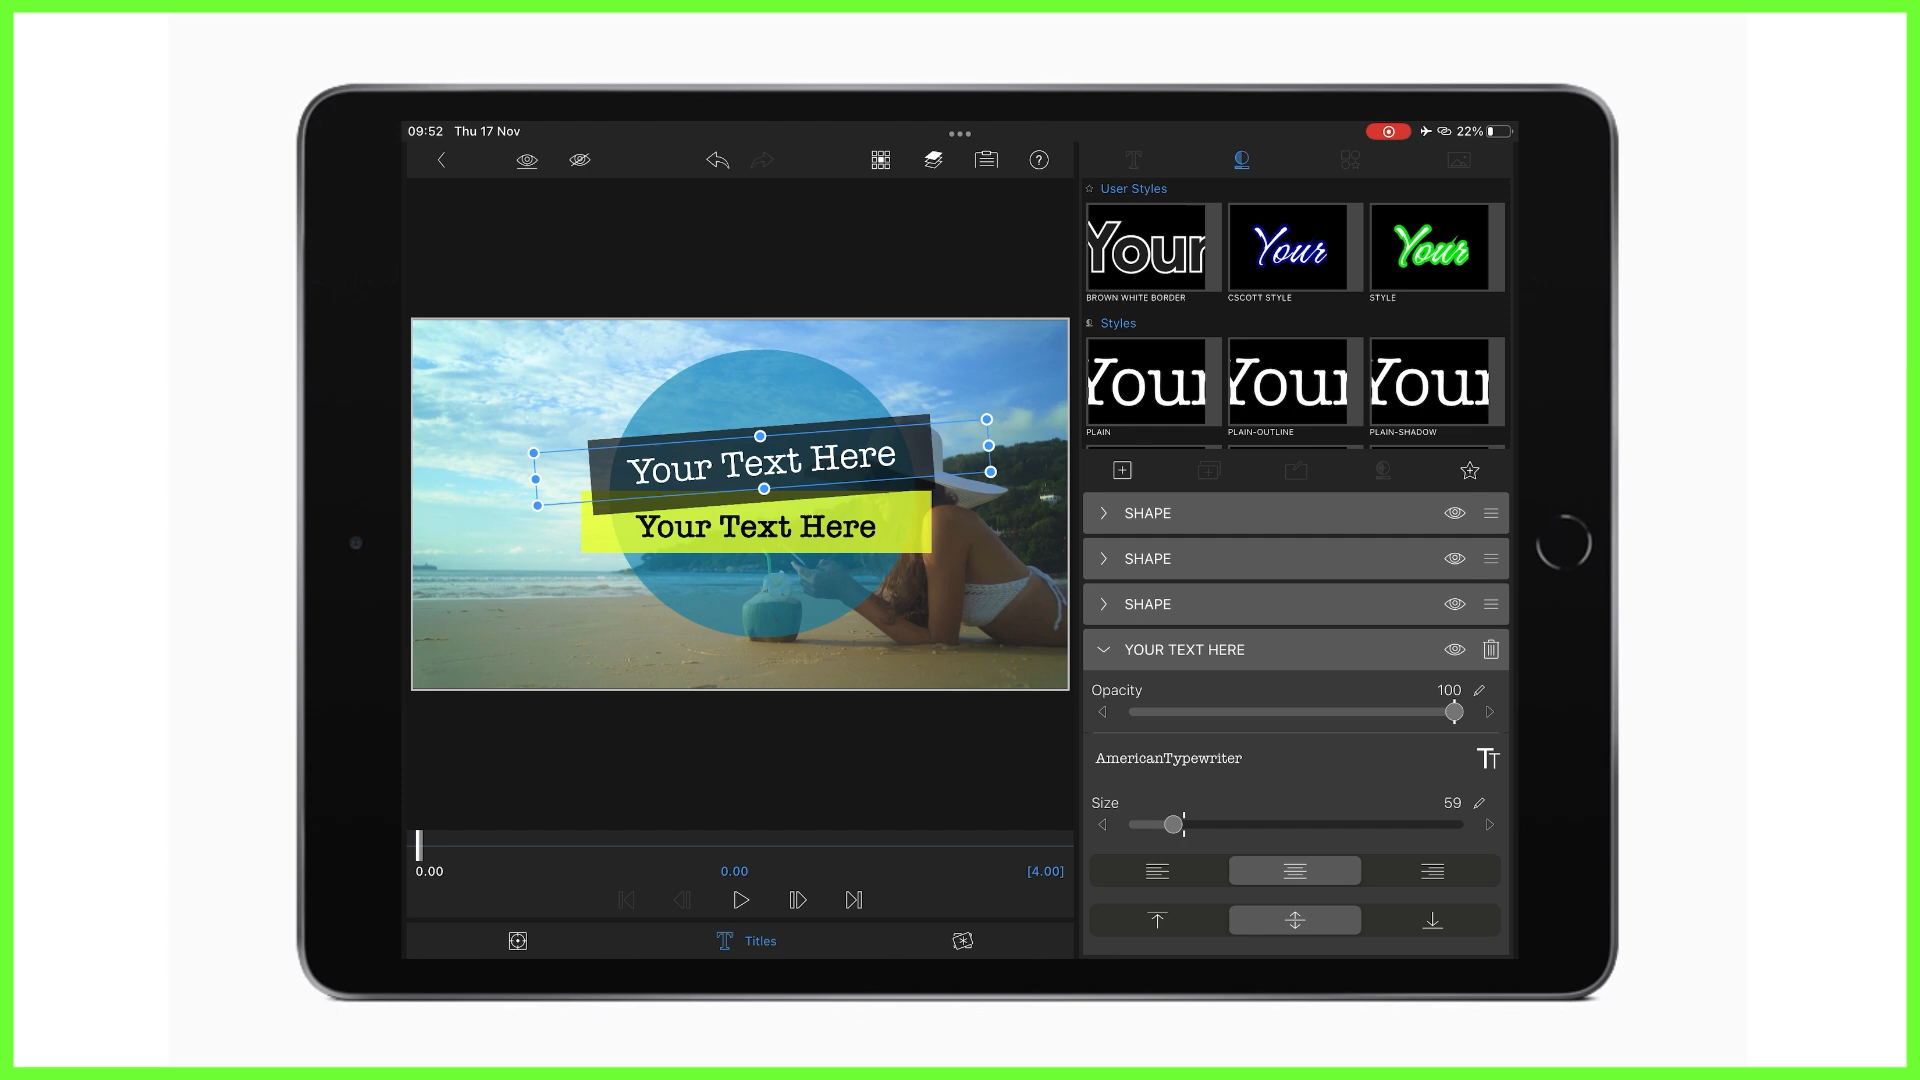 09:52 Thu 17 Nov
22%
User Styles
Your
Your
Your
BROWN WHITE BORDER
CSCOTT STYLE
STYLE
Styles
Your
Your
Your
PLAIN
PLAIN-OUTLINE
PLAIN-SHADOW
Your Text Here
Your Text Here
SHAPE
SHAPE
SHAPE
YOUR TEXT HERE
Opacity
100
AmericanTypewriter
Size
59
0.00
0.00
[4.00]
Titles